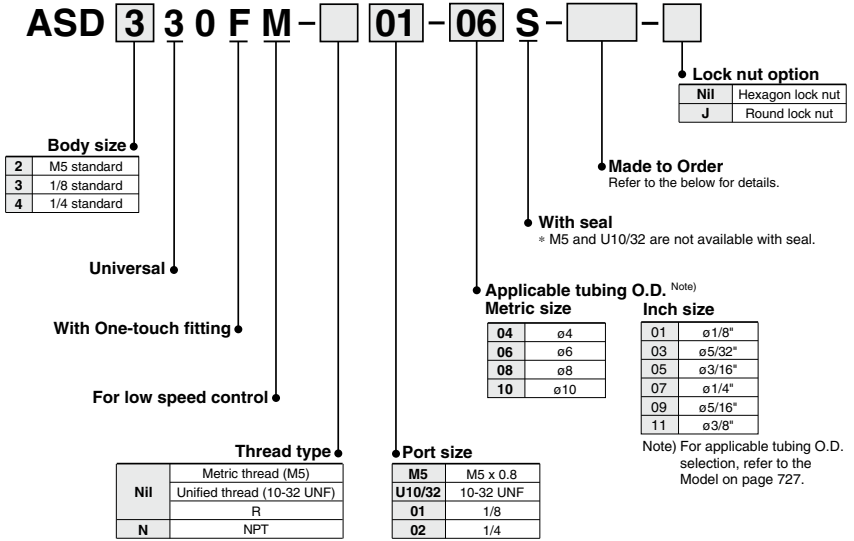 ASD 3 3 0 F M - 01 - 06 S - -
Lock nut option
Nil Hexagon lock nut
J Round lock nut
Body size
2 M5 standard
3 1/8 standard
4 1/4 standard
Made to Order
Refer to the below for details.
With seal
* M5 and U10/32 are not available with seal.
Universal
Applicable tubing O.D. Note)
Metric size
04 ø4
06 ø6
08 ø8
10 ø10
Inch size
01 ø1/8"
03 ø5/32"
05 ø3/16"
07 ø1/4"
09 ø5/16"
11 ø3/8"
Note) For applicable tubing O.D.
selection, refer to the
Model on page 727.
With One-touch fitting
For low speed control
Thread type
Nil Metric thread (M5)
Unified thread (10-32 UNF)
R
N NPT
Port size
M5 M5 x 0.8
U10/32 10-32 UNF
01 1/8
02 1/4